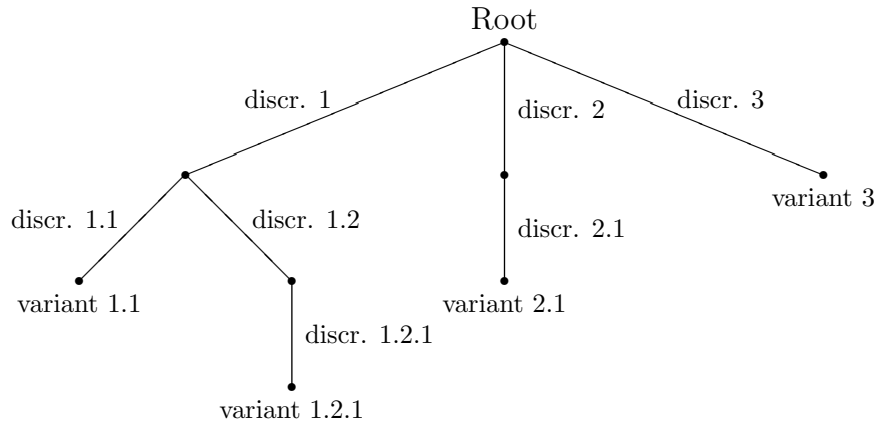 Root
discr. 1
discr. 2
discr. 3
variant 3
discr. 1.1
discr. 1.2
discr. 2.1
variant 1.1
variant 2.1
discr. 1.2.1
variant 1.2.1